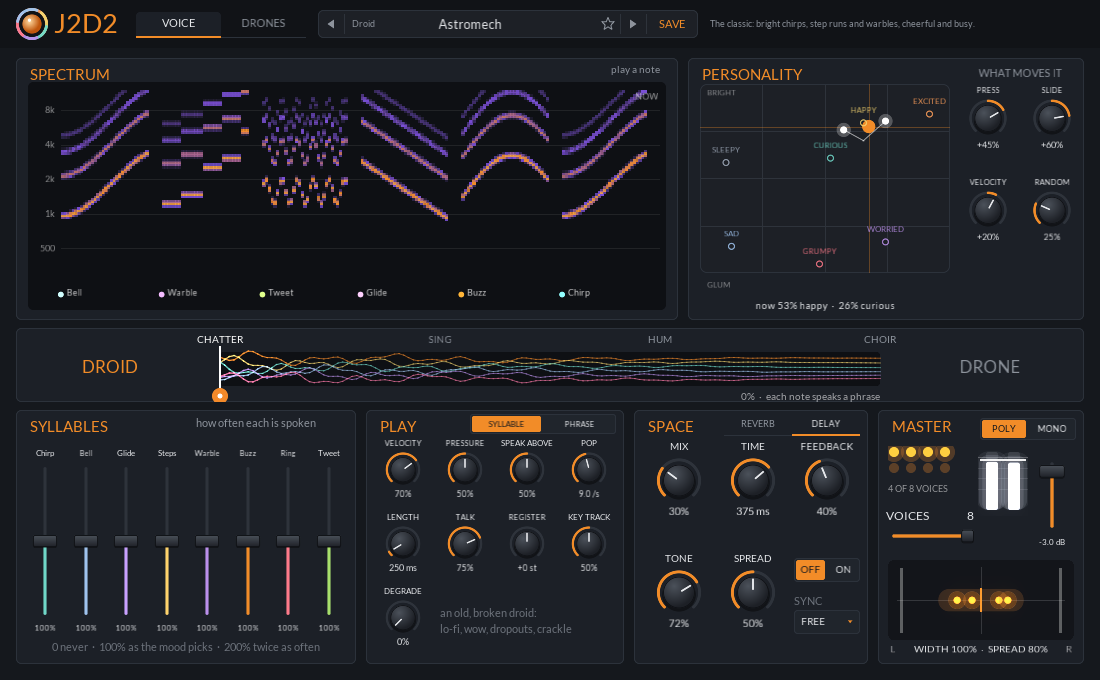 J2D2
VOICE
DRONES
Droid
Astromech
SAVE
The classic: bright chirps, step runs and warbles, cheerful and busy.
SPECTRUM
play a note
NOW
8k
4k
2k
1k
500
Bell
Warble
Tweet
Glide
Buzz
Chirp
PERSONALITY
WHAT MOVES IT
BRIGHT
HAPPY
EXCITED
SLEEPY
CURIOUS
SAD
WORRIED
GRUMPY
GLUM
now 53% happy · 26% curious
PRESS
SLIDE
+45%
+60%
VELOCITY
RANDOM
+20%
25%
CHATTER
SING
HUM
CHOIR
DROID
DRONE
0% · each note speaks a phrase
SYLLABLES
how often each is spoken
Chirp
Bell
Glide
Steps
Warble
Buzz
Ring
Tweet
100%
100%
100%
100%
100%
100%
100%
100%
0 never · 100% as the mood picks · 200% twice as often
PLAY
SYLLABLE
PHRASE
VELOCITY
PRESSURE
SPEAK ABOVE
POP
70%
50%
50%
9.0 /s
LENGTH
TALK
REGISTER
KEY TRACK
250 ms
75%
+0 st
50%
DEGRADE
0%
an old, broken droid:
lo-fi, wow, dropouts, crackle
SPACE
REVERB
DELAY
MIX
TIME
FEEDBACK
30%
375 ms
40%
TONE
SPREAD
72%
50%
OFF
ON
SYNC
FREE
MASTER
POLY
MONO
4 OF 8 VOICES
VOICES
8
-3.0 dB
L
WIDTH 100% · SPREAD 80%
R